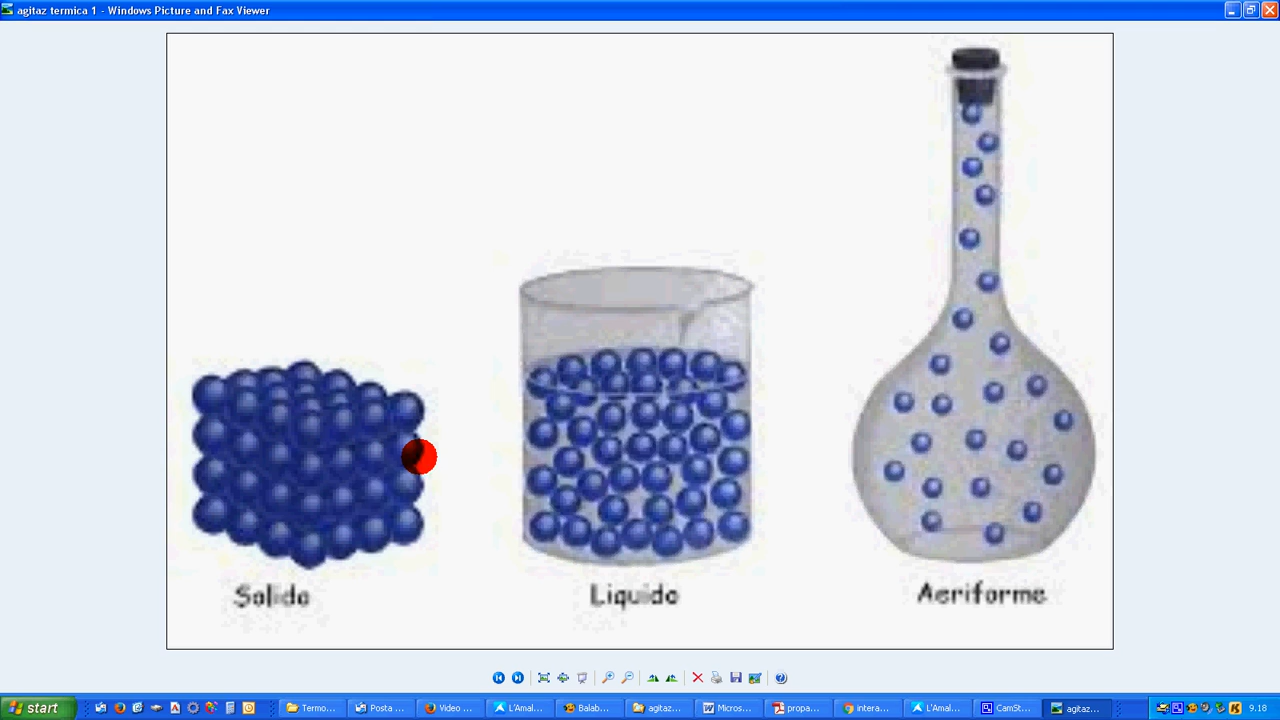 agitaz termica 1 - Windows Picture and Fax Viewer
Solido
Liquido
Aeriforme
start
Termo...
Posta ...
Video ...
L'Amal...
Balab...
agitaz...
Micros...
propa...
intera...
L'Amal...
CamSt...
agitaz...
9.18